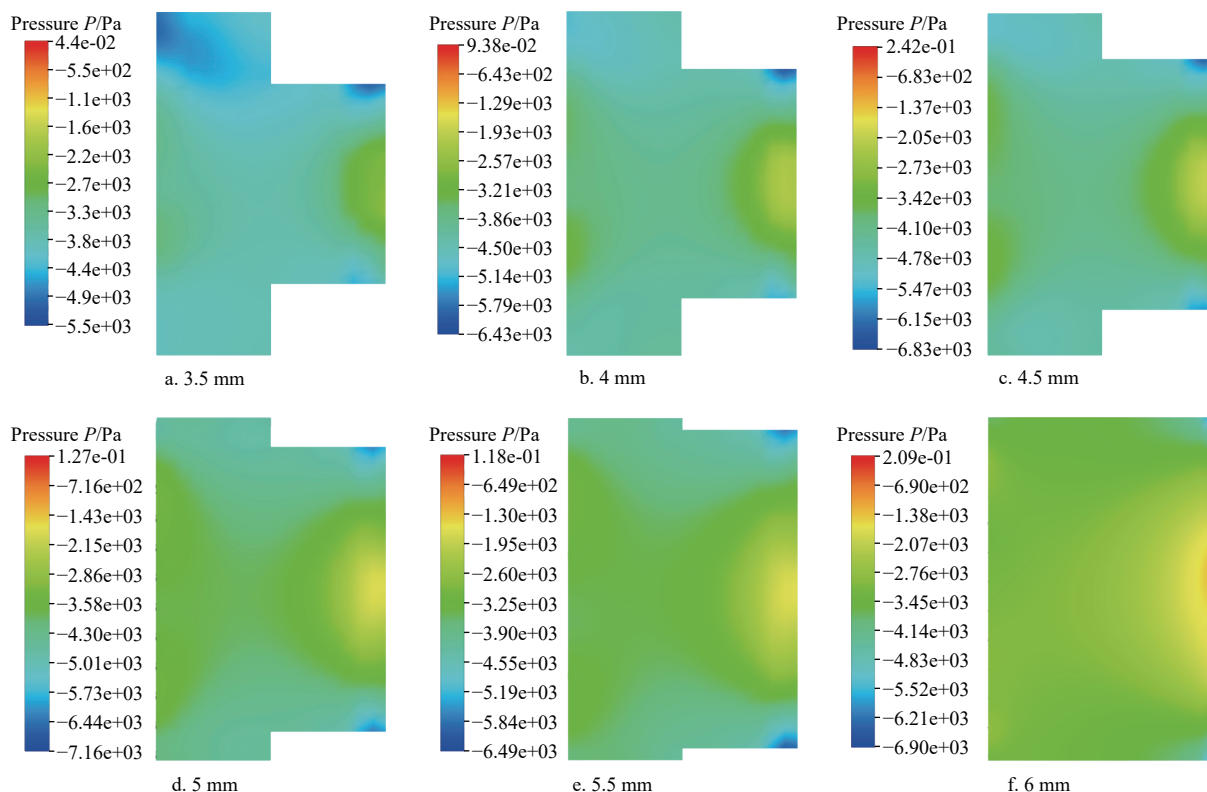 Pressure P/Pa
4.4e-02
−5.5e+02
−1.1e+03
−1.6e+03
−2.2e+03
−2.7e+03
−3.3e+03
−3.8e+03
−4.4e+03
−4.9e+03
−5.5e+03
a. 3.5 mm
Pressure P/Pa
9.38e-02
−6.43e+02
−1.29e+03
−1.93e+03
−2.57e+03
−3.21e+03
−3.86e+03
−4.50e+03
−5.14e+03
−5.79e+03
−6.43e+03
b. 4 mm
Pressure P/Pa
2.42e-01
−6.83e+02
−1.37e+03
−2.05e+03
−2.73e+03
−3.42e+03
−4.10e+03
−4.78e+03
−5.47e+03
−6.15e+03
−6.83e+03
c. 4.5 mm
Pressure P/Pa
1.27e-01
−7.16e+02
−1.43e+03
−2.15e+03
−2.86e+03
−3.58e+03
−4.30e+03
−5.01e+03
−5.73e+03
−6.44e+03
−7.16e+03
d. 5 mm
Pressure P/Pa
1.18e-01
−6.49e+02
−1.30e+03
−1.95e+03
−2.60e+03
−3.25e+03
−3.90e+03
−4.55e+03
−5.19e+03
−5.84e+03
−6.49e+03
e. 5.5 mm
Pressure P/Pa
2.09e-01
−6.90e+02
−1.38e+03
−2.07e+03
−2.76e+03
−3.45e+03
−4.14e+03
−4.83e+03
−5.52e+03
−6.21e+03
−6.90e+03
f. 6 mm